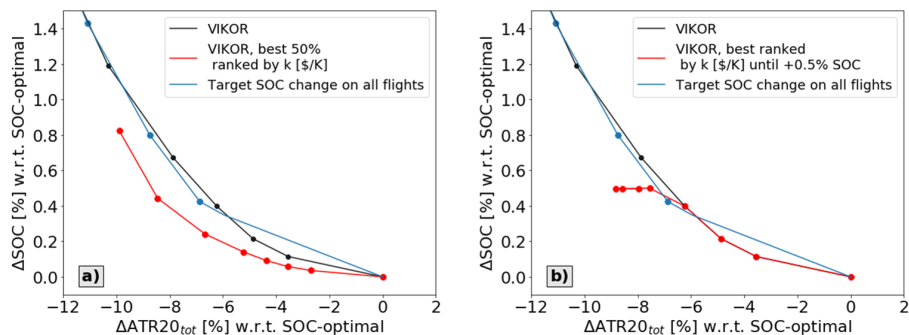 VIKOR
VIKOR, best 50%
ranked by k [$/K]
Target SOC change on all flights
1.4
1.2
1.0
0.8
0.6
0.4
0.2
0.0
ΔSOC [%] w.r.t. SOC-optimal
a)
−12 −10 −8 −6 −4 −2 0 2
ΔATR20tot [%] w.r.t. SOC-optimal
VIKOR
VIKOR, best ranked
by k [$/K] until +0.5% SOC
Target SOC change on all flights
1.4
1.2
1.0
0.8
0.6
0.4
0.2
0.0
ΔSOC [%] w.r.t. SOC-optimal
b)
−12 −10 −8 −6 −4 −2 0 2
ΔATR20tot [%] w.r.t. SOC-optimal